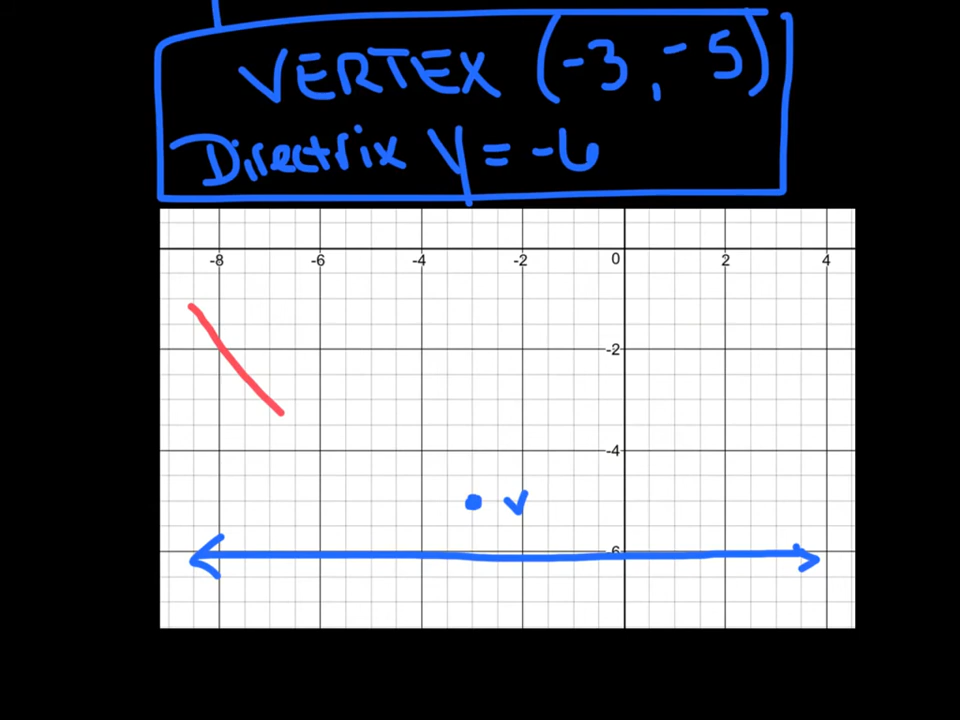 VERTEX (-3, -5)
Directrix y = -6
-8 -6 -4 -2 0 2 4
-2
-4
V
-6